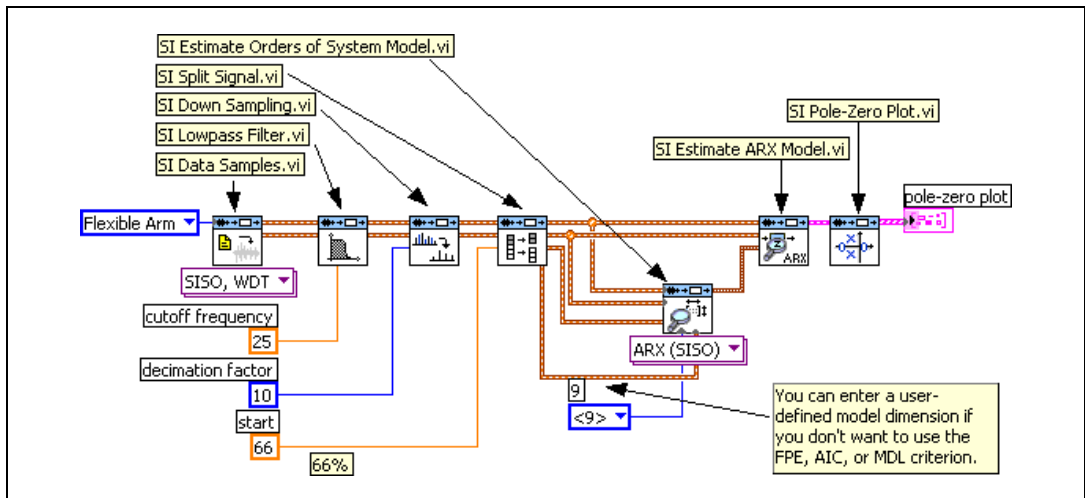 SI Estimate Orders of System Model.vi
SI Split Signal.vi
SI Down Sampling.vi
SI Lowpass Filter.vi
SI Data Samples.vi
SI Pole-Zero Plot.vi
SI Estimate ARX Model.vi
pole-zero plot
Flexible Arm
ARX
SISO, WDT
cutoff frequency
25
ARX (SISO)
decimation factor
10
9
<9>
start
66
66%
You can enter a user-
defined model dimension if
you don't want to use the
FPE, AIC, or MDL criterion.